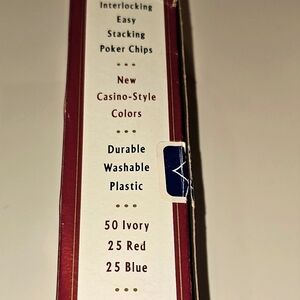 Interlocking
Easy
Stacking
Poker Chips
New
Casino-Style
Colors
Durable
Washable
Plastic
50 Ivory
25 Red
25 Blue